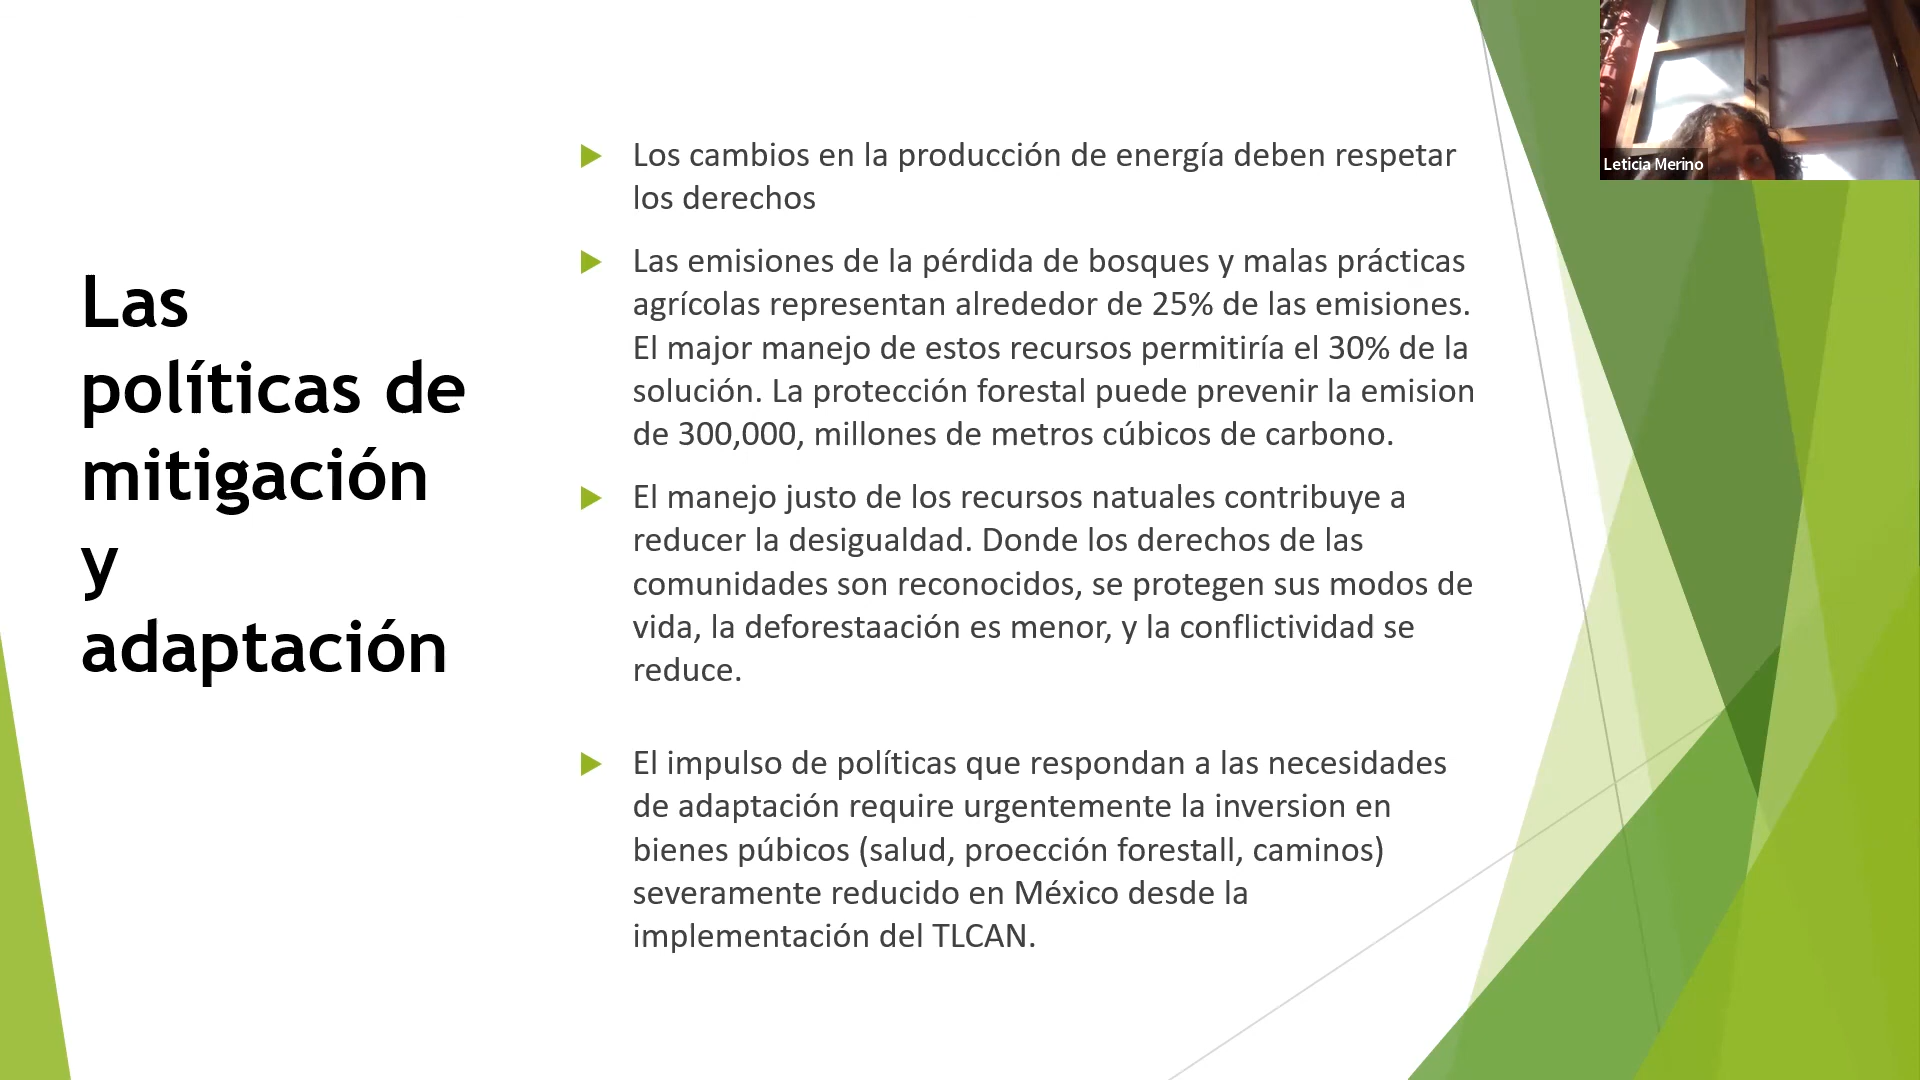 Las
políticas de
mitigación
y
adaptación
Los cambios en la producción de energía deben respetar
los derechos
Las emisiones de la pérdida de bosques y malas prácticas
agrícolas representan alrededor de 25% de las emisiones.
El major manejo de estos recursos permitiría el 30% de la
solución. La protección forestal puede prevenir la emision
de 300,000, millones de metros cúbicos de carbono.
El manejo justo de los recursos natuales contribuye a
reducer la desigualdad. Donde los derechos de las
comunidades son reconocidos, se protegen sus modos de
vida, la deforestaación es menor, y la conflictividad se
reduce.
El impulso de políticas que respondan a las necesidades
de adaptación require urgentemente la inversion en
bienes púbicos (salud, proección forestall, caminos)
severamente reducido en México desde la
implementación del TLCAN.
Leticia Merino